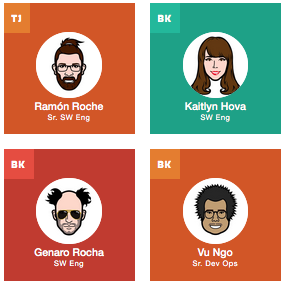 TJ
Ramón Roche
Sr. SW Eng
BK
Kaitlyn Hova
SW Eng
BK
Genaro Rocha
SW Eng
BK
Vu Ngo
Sr. Dev Ops